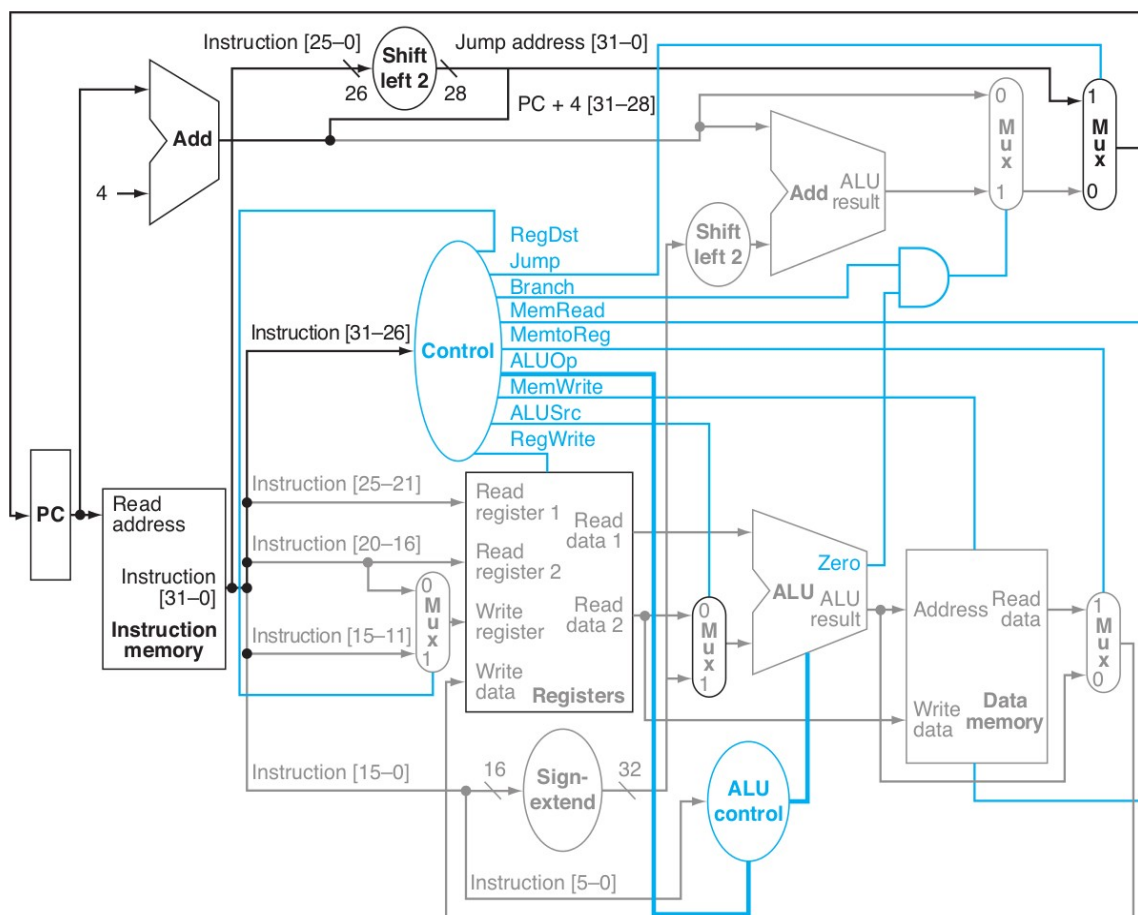 Instruction [25–0]
Shift
left 2
Jump address [31–0]
26
28
PC + 4 [31–28]
Add
4
0
M
u
x
1
1
M
u
x
0
Add
ALU
result
Shift
left 2
RegDst
Jump
Branch
MemRead
MemtoReg
ALUOp
MemWrite
ALUSrc
RegWrite
Instruction [31–26]
Control
PC
Read
address
Instruction
[31–0]
Instruction
memory
Instruction [25–21]
Instruction [20–16]
Instruction [15–11]
0
M
u
x
1
Read
register 1
Read
register 2
Write
register
Write
data
Read
data 1
Read
data 2
Registers
0
M
u
x
1
Zero
ALU
ALU
result
Address
Read
data
Write
data
Data
memory
1
M
u
x
0
Instruction [15–0]
16
Sign-
extend
32
ALU
control
Instruction [5–0]